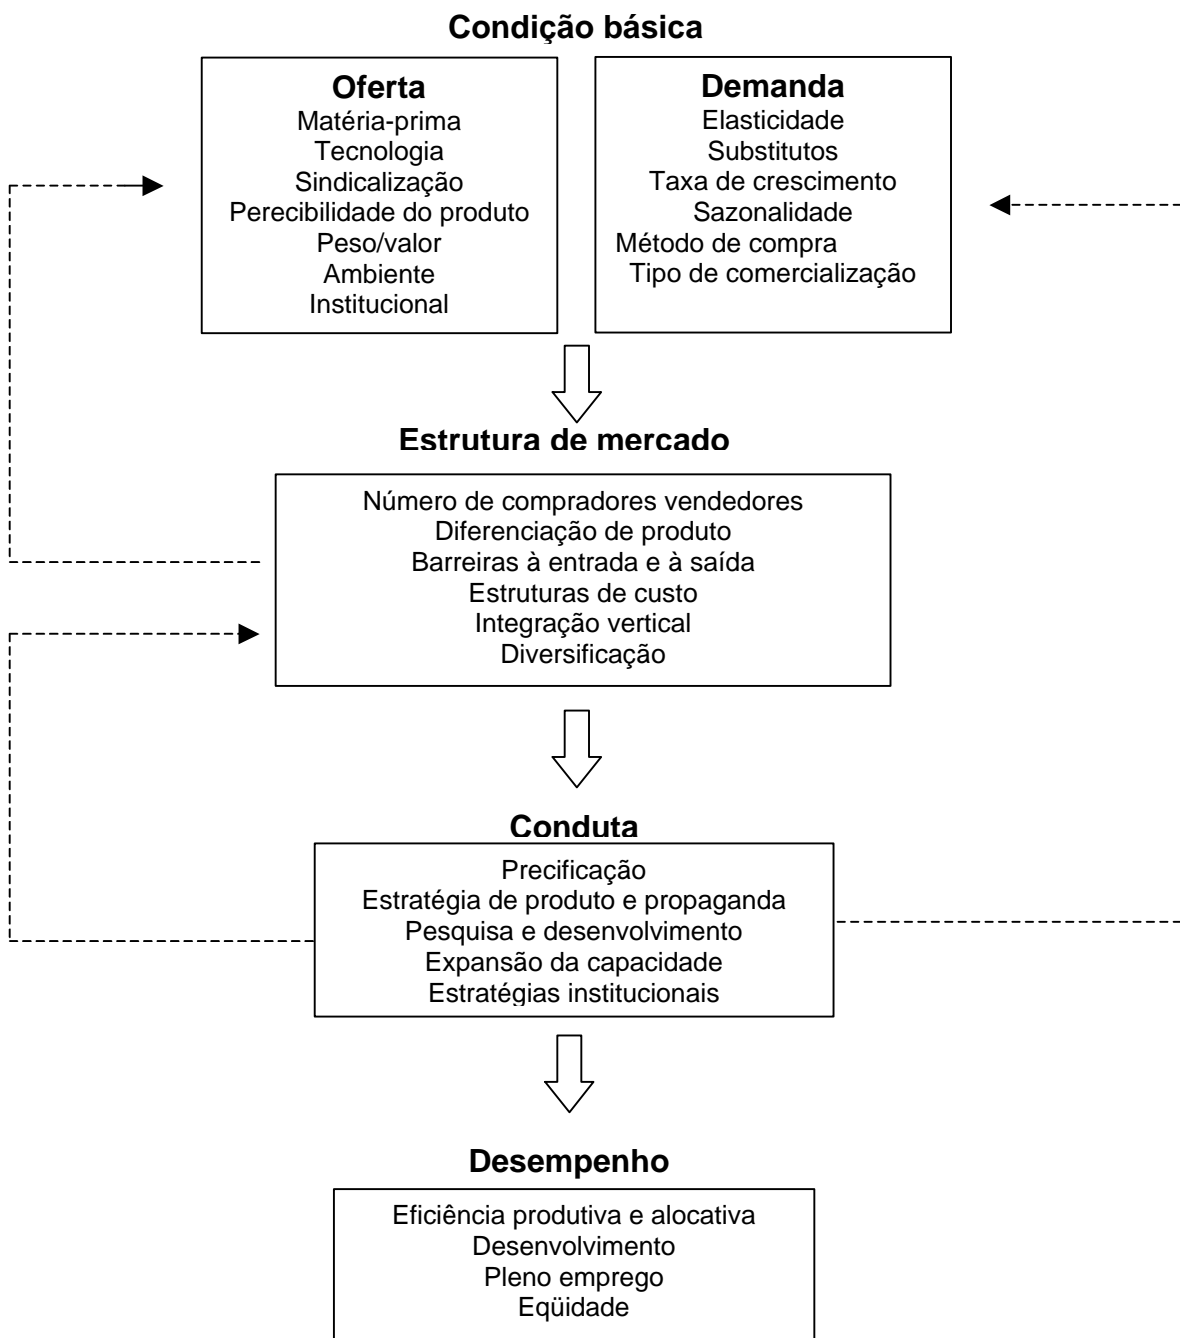 Condição básica
Oferta
Matéria-prima
Tecnologia
Sindicalização
Perecibilidade do produto
Peso/valor
Ambiente
Institucional
Demanda
Elasticidade
Substitutos
Taxa de crescimento
Sazonalidade
Método de compra
Tipo de comercialização
Estrutura de mercado
Número de compradores vendedores
Diferenciação de produto
Barreiras à entrada e à saída
Estruturas de custo
Integração vertical
Diversificação
Conduta
Precificação
Estratégia de produto e propaganda
Pesquisa e desenvolvimento
Expansão da capacidade
Estratégias institucionais
Desempenho
Eficiência produtiva e alocativa
Desenvolvimento
Pleno emprego
Eqüidade